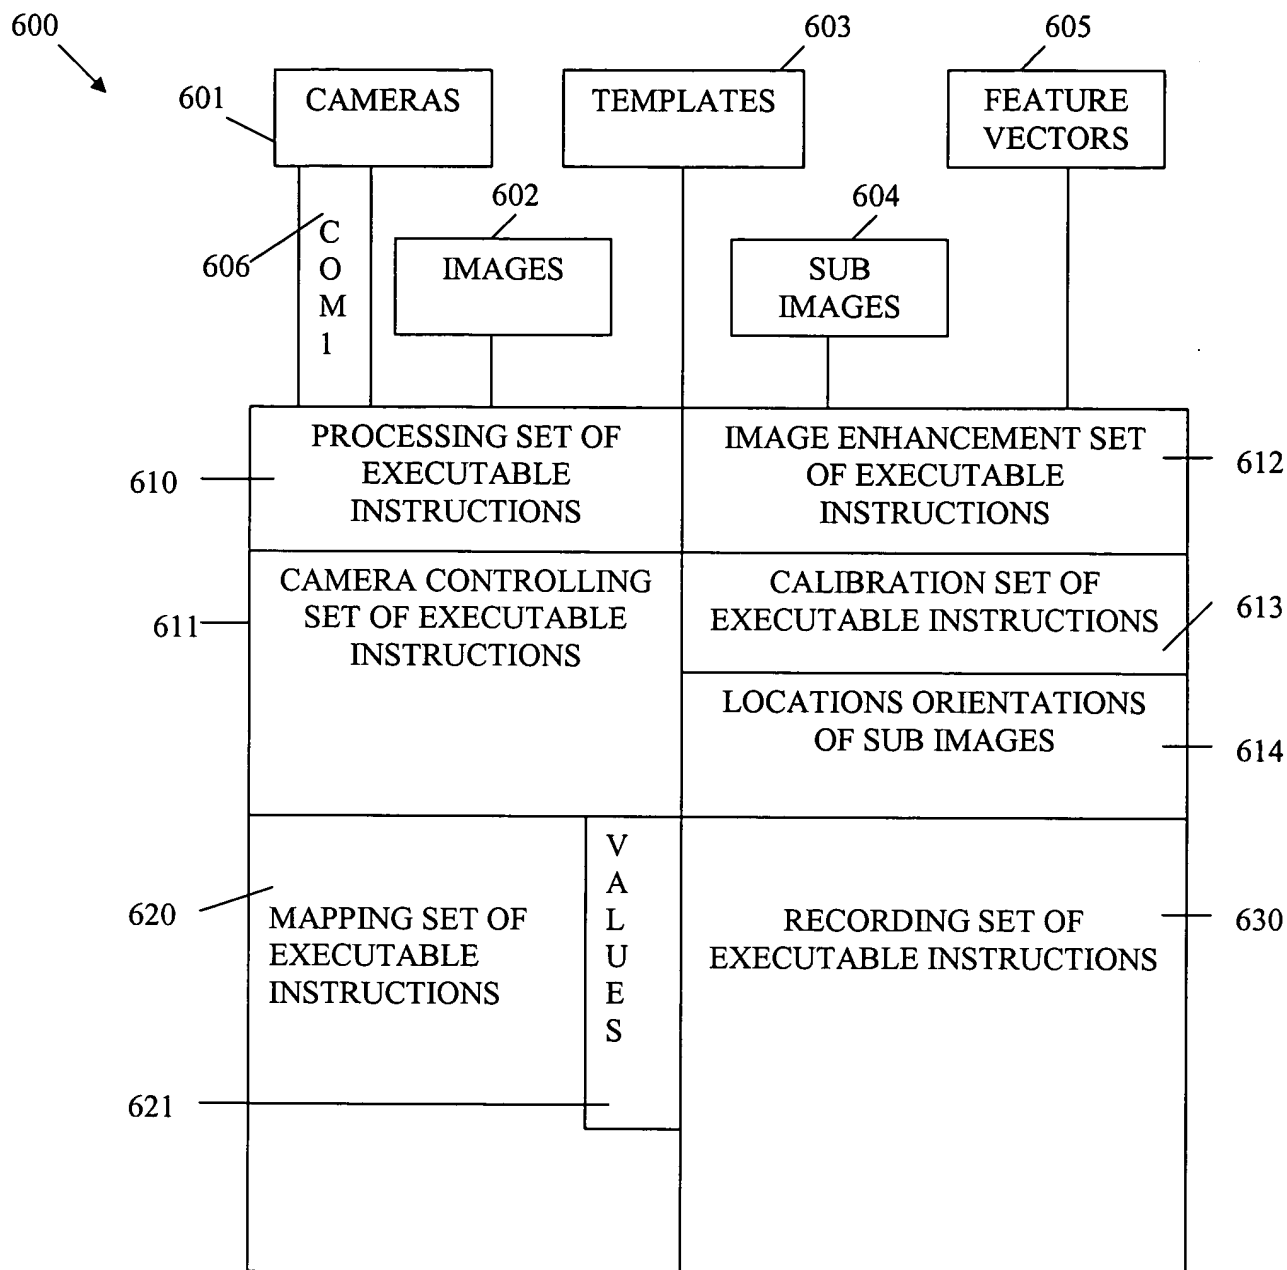 600
603
605
601
CAMERAS
TEMPLATES
FEATURE
VECTORS
602
604
606
C
O
M
1
IMAGES
SUB
IMAGES
PROCESSING SET OF
EXECUTABLE
INSTRUCTIONS
610
IMAGE ENHANCEMENT SET
OF EXECUTABLE
INSTRUCTIONS
612
CAMERA CONTROLLING
SET OF EXECUTABLE
INSTRUCTIONS
611
CALIBRATION SET OF
EXECUTABLE INSTRUCTIONS
613
LOCATIONS ORIENTATIONS
OF SUB IMAGES
614
620
MAPPING SET OF
EXECUTABLE
INSTRUCTIONS
V
A
L
U
E
S
621
RECORDING SET OF
EXECUTABLE INSTRUCTIONS
630